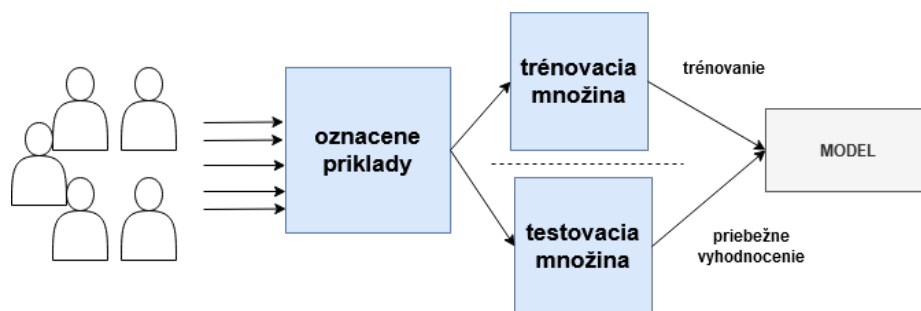 oznacene
priklady
trénovacia
množina
testovacia
množina
trénovanie
priebežne
vyhodnocenie
MODEL